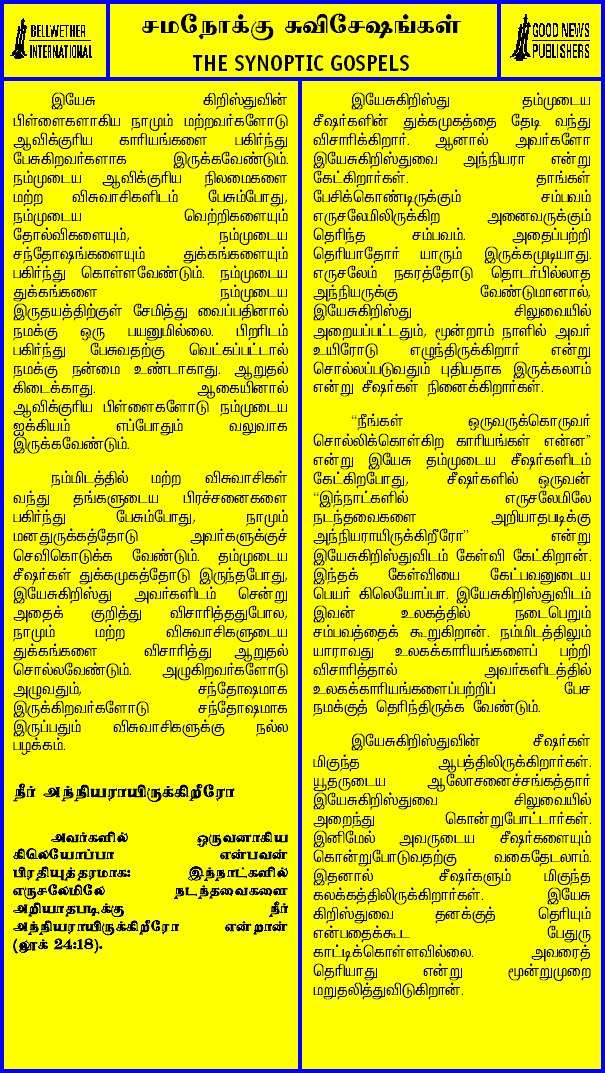 BELLWETHER
INTERNATIONAL
சமநோக்கு சுவிசேஷங்கள்
THE SYNOPTIC GOSPELS
GOOD NEWS
PUBLISHERS
இயேசு கிறிஸ்துவின்
பிள்ளைகளாகிய நாமும் மற்றவர்களோடு
ஆவிக்குரிய காரியங்களை பகிர்ந்து
பேசுகிறவர்களாக இருக்கவேண்டும்.
நம்முடைய ஆவிக்குரிய நிலமைகளை
மற்ற விசுவாசிகளிடம் பேசும்போது,
நம்முடைய வெற்றிகளையும்
தோல்விகளையும், நம்முடைய
சந்தோஷங்களையும் துக்கங்களையும்
பகிர்ந்து கொள்ளவேண்டும். நம்முடைய
துக்கங்களை நம்முடைய
இருதயத்திற்குள் சேமித்து வைப்பதினால்
நமக்கு ஒரு பயனுமில்லை. பிறரிடம்
பகிர்ந்து பேசுவதற்கு வெட்கப்பட்டால்
நமக்கு நன்மை உண்டாகாது. ஆறுதல்
கிடைக்காது. ஆகையினால்
ஆவிக்குரிய பிள்ளைகளோடு நம்முடைய
ஐக்கியம் எப்போதும் வலுவாக
இருக்கவேண்டும்.
நம்மிடத்தில் மற்ற விசுவாசிகள்
வந்து தங்களுடைய பிரச்சனைகளை
பகிர்ந்து பேசும்போது, நாமும்
மனதுருக்கத்தோடு அவர்களுக்குச்
செவிகொடுக்க வேண்டும். தம்முடைய
சீஷர்கள் துக்கமுகத்தோடு இருந்தபோது,
இயேசுகிறிஸ்து அவர்களிடம் சென்று
அதைக் குறித்து விசாரித்ததுபோல,
நாமும் மற்ற விசுவாசிகளுடைய
துக்கங்களை விசாரித்து ஆறுதல்
சொல்லவேண்டும். அழுகிறவர்களோடு
அழுவதும், சந்தோஷமாக
இருக்கிறவர்களோடு சந்தோஷமாக
இருப்பதும் விசுவாசிகளுக்கு நல்ல
பழக்கம்.
நீர் அந்நியராயிருக்கிறீரோ
அவர்களில் ஒருவனாகிய
கிலெயோப்பா என்பவன்
பிரதியுத்தரமாக: இந்நாட்களில்
எருசலேமிலே நடந்தவைகளை
அறியாதபடிக்கு நீர்
அந்நியராயிருக்கிறீரோ என்றான்
(லூக் 24:18).
இயேசுகிறிஸ்து தம்முடைய
சீஷர்களின் துக்கமுகத்தை தேடி வந்து
விசாரிக்கிறார். ஆனால் அவர்களோ
இயேசுகிறிஸ்துவை அந்நியரா என்று
கேட்கிறார்கள். தாங்கள்
பேசிக்கொண்டிருக்கும் சம்பவம்
எருசலேமிலிருக்கிற அனைவருக்கும்
தெரிந்த சம்பவம். அதைப்பற்றி
தெரியாதோர் யாரும் இருக்கமுடியாது.
எருசலேம் நகரத்தோடு தொடர்பில்லாத
அந்நியருக்கு வேண்டுமானால்,
இயேசுகிறிஸ்து சிலுவையில்
அறையப்பட்டதும், மூன்றாம் நாளில் அவர்
உயிரோடு எழுந்திருக்கிறார் என்று
சொல்லப்படுவதும் புதியதாக இருக்கலாம்
என்று சீஷர்கள் நினைக்கிறார்கள்.
“நீங்கள் ஒருவருக்கொருவர்
சொல்லிக்கொள்கிற காரியங்கள் என்ன”
என்று இயேசு தம்முடைய சீஷர்களிடம்
கேட்கிறபோது, சீஷர்களில் ஒருவன்
“இந்நாட்களில் எருசலேமிலே
நடந்தவைகளை அறியாதபடிக்கு
அந்நியராயிருக்கிறீரோ” என்று
இயேசுகிறிஸ்துவிடம் கேள்வி கேட்கிறான்.
இந்தக் கேள்வியை கேட்பவனுடைய
பெயர் கிலெயோப்பா. இயேசுகிறிஸ்துவிடம்
இவன் உலகத்தில் நடைபெறும்
சம்பவத்தைக் கூறுகிறான். நம்மிடத்திலும்
யாராவது உலகக்காரியங்களைப் பற்றி
விசாரித்தால் அவர்களிடத்தில்
உலகக்காரியங்களைப்பற்றிப் பேச
நமக்குத் தெரிந்திருக்க வேண்டும்.
இயேசுகிறிஸ்துவின் சீஷர்கள்
மிகுந்த ஆபத்திலிருக்கிறார்கள்.
யூதருடைய ஆலோசனைச்சங்கத்தார்
இயேசுகிறிஸ்துவை சிலுவையில்
அறைந்து கொன்றுபோட்டார்கள்.
இனிமேல் அவருடைய சீஷர்களையும்
கொன்றுபோடுவதற்கு வகைதேடலாம்.
இதனால் சீஷர்களும் மிகுந்த
கலக்கத்திலிருக்கிறார்கள். இயேசு
கிறிஸ்துவை தனக்குத் தெரியும்
என்பதைக்கூட பேதுரு
காட்டிக்கொள்ளவில்லை. அவரைத்
தெரியாது என்று மூன்றுமுறை
மறுதலித்துவிடுகிறான்.